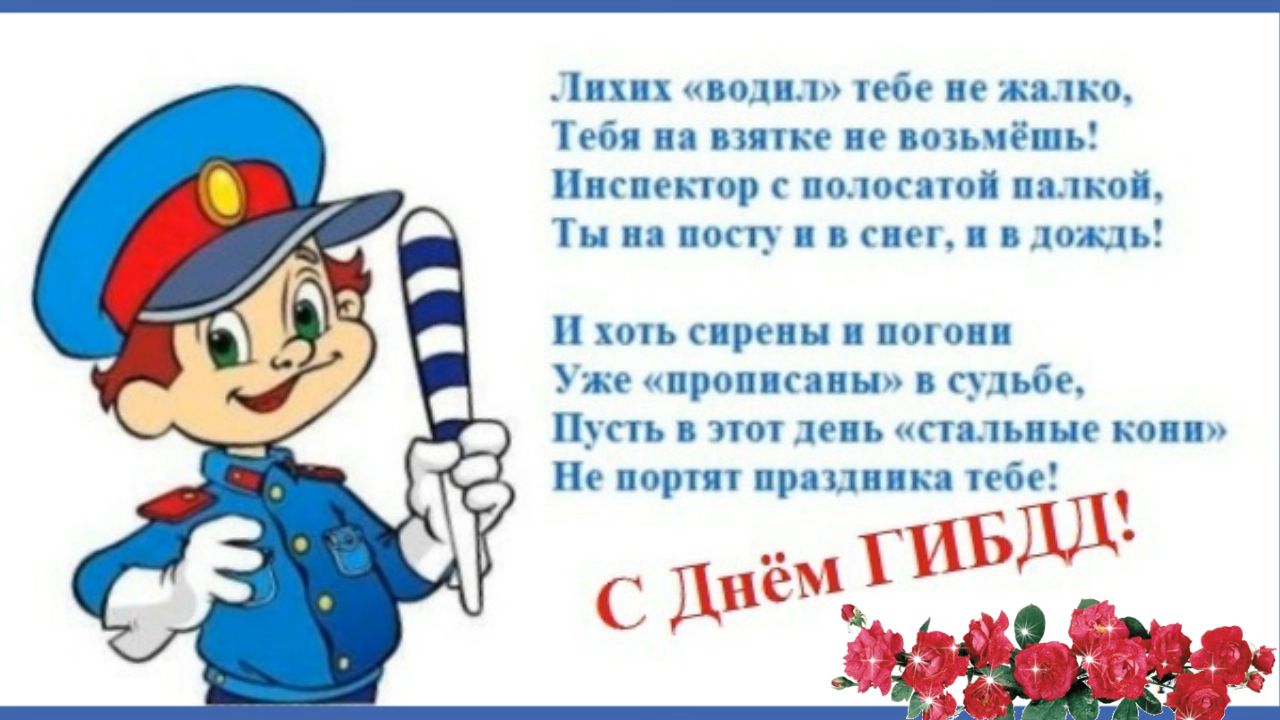 Лихих «водил» тебе не жалко,
Тебя на взятке не возьмёшь!
Инспектор с полосатой палкой,
Ты на посту и в снег, и в дождь!
И хоть сирены и погони
Уже «прописаны» в судьбе,
Пусть в этот день «стальные кони»
Не портят праздника тебе!
С Днём ГИБДД!